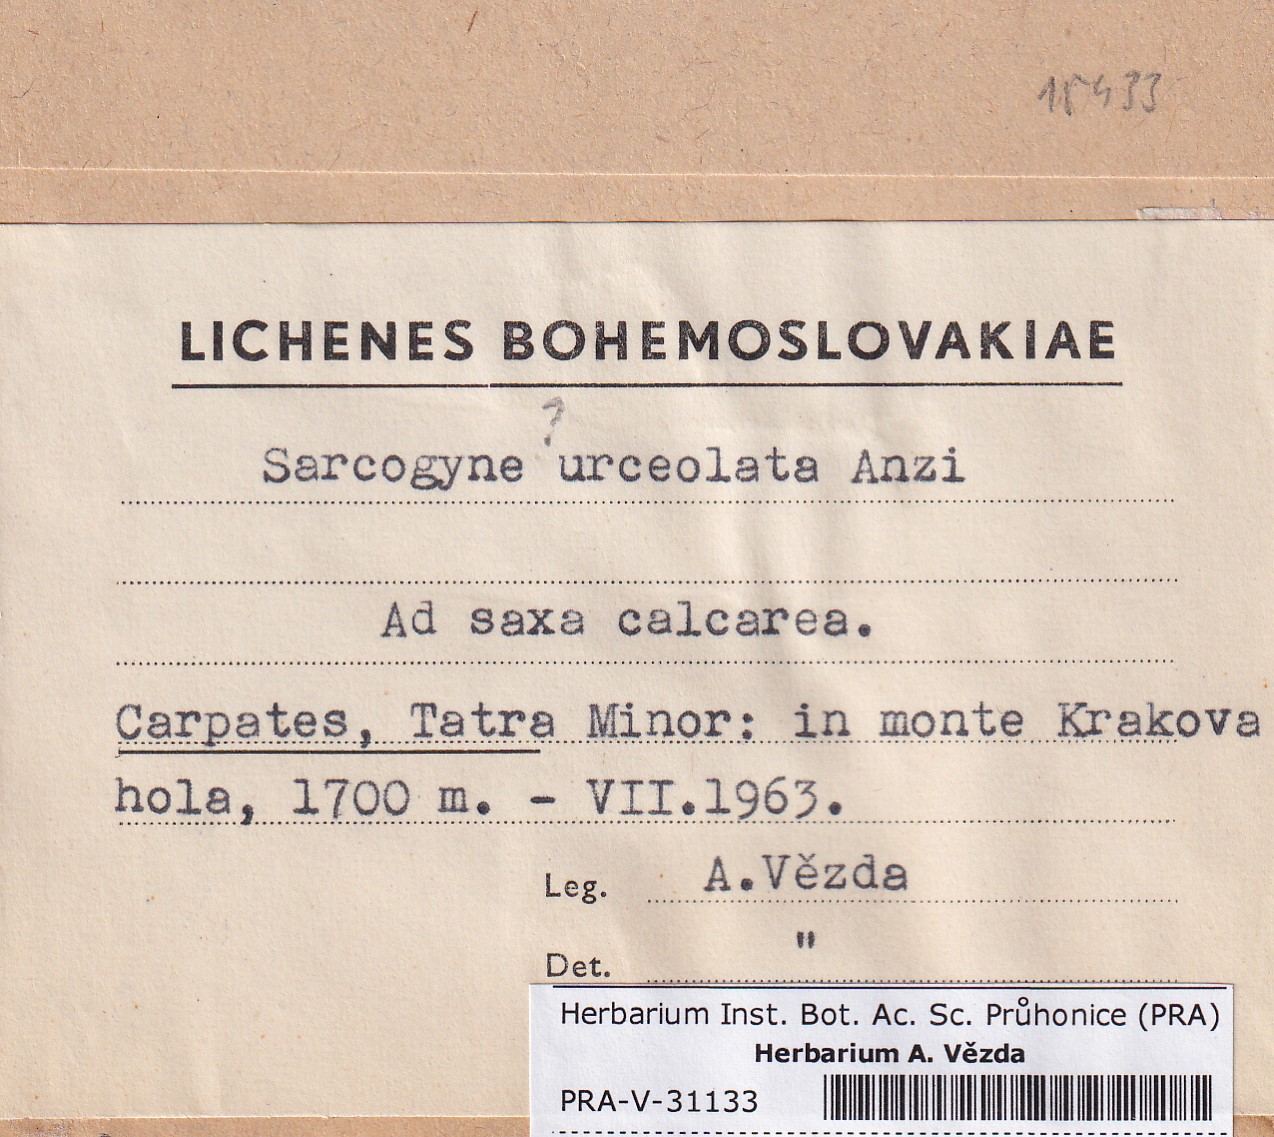 18433
LICHENES BOHEMOSLOVAKIAE
?
Sarcogyne urceolata Anzi
Ad saxa calcarea.
Carpates, Tatra Minor: in monte Krakova
hola, 1700 m. - VII.1963.
Leg. A.Vězda
Det. "
Herbarium Inst. Bot. Ac. Sc. Průhonice (PRA)
Herbarium A. Vězda
PRA-V-31133